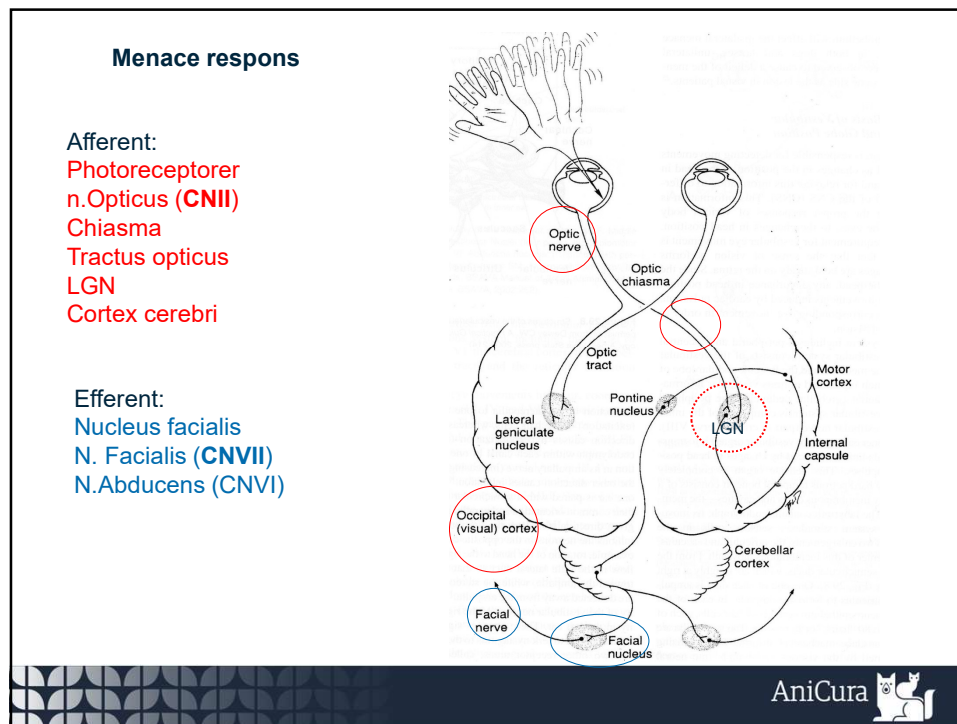 Menace respons
Afferent:
Photoreceptorer
n.Opticus (CNII)
Chiasma
Tractus opticus
LGN
Cortex cerebri
Efferent:
Nucleus facialis
N. Facialis (CNVII)
N.Abducens (CNVI)
Optic
nerve
Optic
chiasma
Optic
tract
Motor
cortex
Pontine
nucleus
Lateral
geniculate
nucleus
LGN
Internal
capsule
Occipital
(visual) cortex
Cerebellar
cortex
Facial
nerve
Facial
nucleus
AniCura